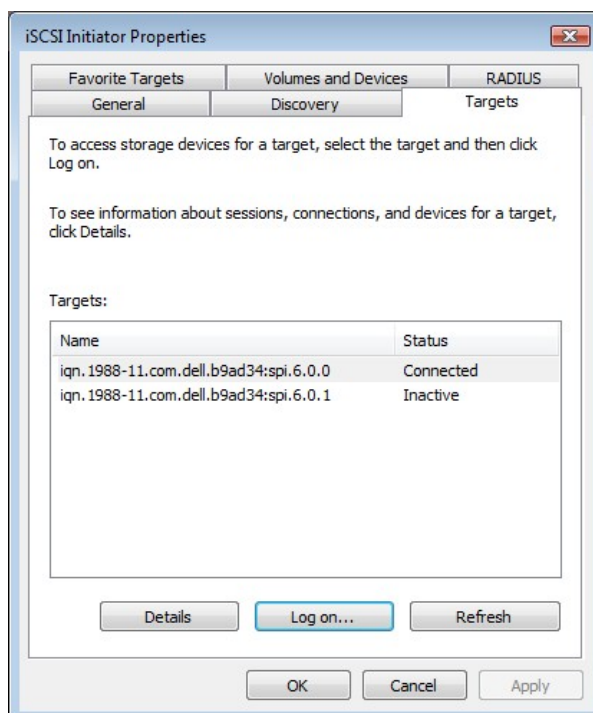 iSCSI Initiator Properties
Favorite Targets
Volumes and Devices
RADIUS
General
Discovery
Targets
To access storage devices for a target, select the target and then click
Log on.
To see information about sessions, connections, and devices for a target,
click Details.
Targets:
Name Status
iqn.1988-11.com.dell.b9ad34:spi.6.0.0 Connected
iqn.1988-11.com.dell.b9ad34:spi.6.0.1 Inactive
Details
Log on...
Refresh
OK
Cancel
Apply